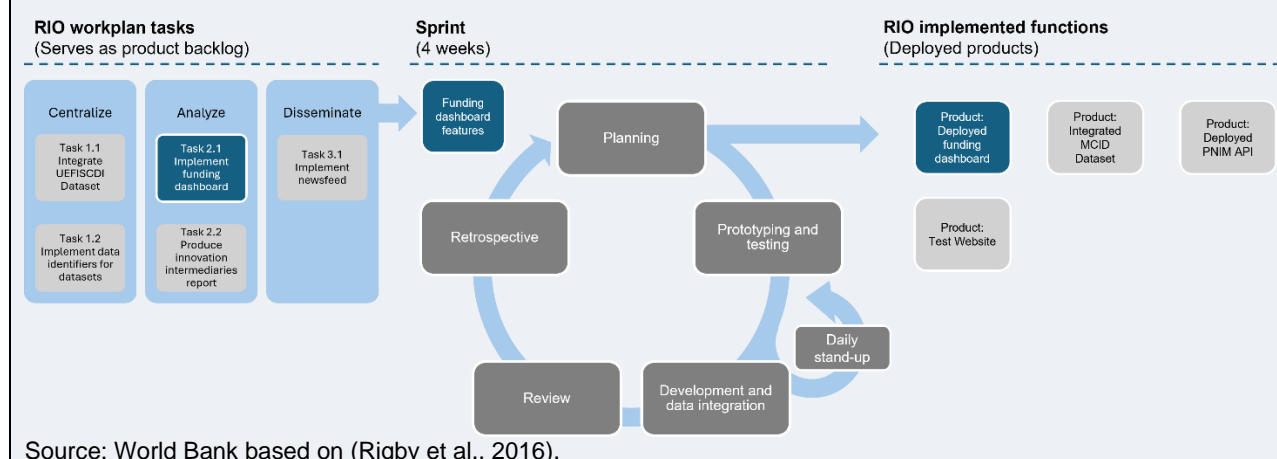 RIO workplan tasks
(Serves as product backlog)
Centralize
Task 1.1
Integrate
UEFISCDI
Dataset
Task 1.2
Implement data
identifiers for
datasets
Analyze
Task 2.1
Implement
funding
dashboard
Task 2.2
Produce
innovation
intermediaries
report
Disseminate
Task 3.1
Implement
newsfeed
Sprint
(4 weeks)
Funding
dashboard
features
Planning
Prototyping and
testing
Daily
stand-up
Development and
data integration
Review
Retrospective
RIO implemented functions
(Deployed products)
Product:
Deployed
funding
dashboard
Product:
Integrated
MCID
Dataset
Product:
Deployed
PNIM API
Product:
Test Website
Source: World Bank based on (Rigby et al., 2016).